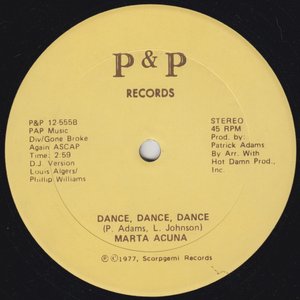 P & P
RECORDS
P&P 12-555B
PAP Music
Div/Gone Broke
Again ASCAP
Time: 2:59
D.J. Version
Louis Algers/
Phillip Williams
STEREO
45 RPM
Prod. by:
Patrick Adams
By Arr. With
Hot Damn Prod.,
Inc.
DANCE, DANCE, DANCE
(P. Adams, L. Johnson)
MARTA ACUNA
℗©1977, Scorpgemi Records